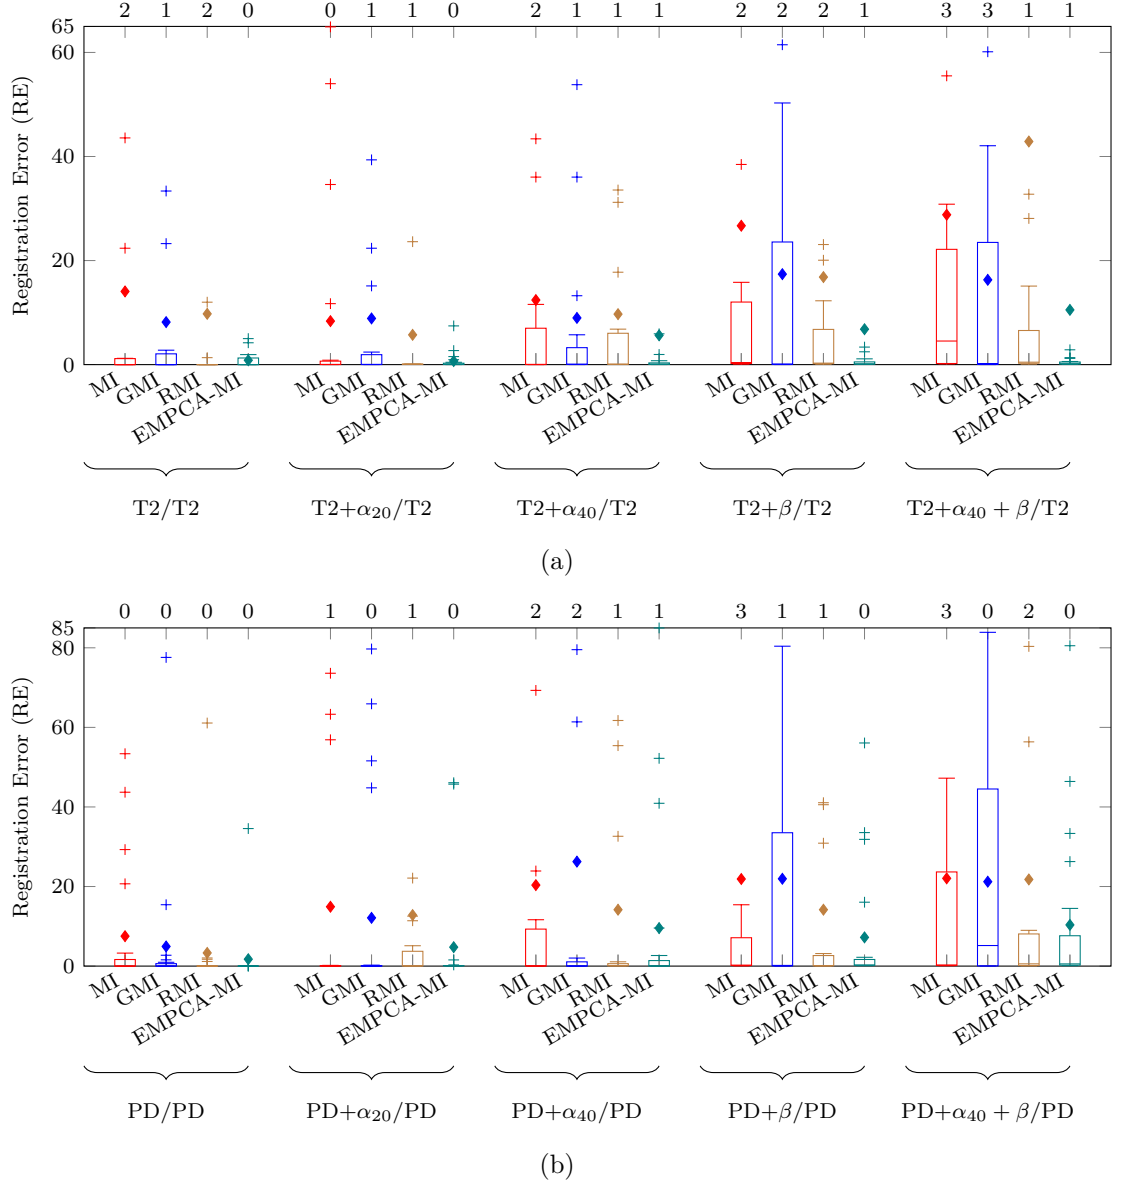 2 1 2 0 0 1 1 0 2 1 1 1 2 2 2 1 3 3 1 1
65
60
40
20
0
Registration Error (RE)
MI GMI RMI EMPCA-MI MI GMI RMI EMPCA-MI MI GMI RMI EMPCA-MI MI GMI RMI EMPCA-MI MI GMI RMI EMPCA-MI
T2/T2 T2+α₂₀/T2 T2+α₄₀/T2 T2+β/T2 T2+α₄₀ + β/T2
(a)
0 0 0 0 1 0 1 0 2 2 1 1 3 1 1 0 3 0 2 0
85
80
60
40
20
0
Registration Error (RE)
MI GMI RMI EMPCA-MI MI GMI RMI EMPCA-MI MI GMI RMI EMPCA-MI MI GMI RMI EMPCA-MI MI GMI RMI EMPCA-MI
PD/PD PD+α₂₀/PD PD+α₄₀/PD PD+β/PD PD+α₄₀ + β/PD
(b)